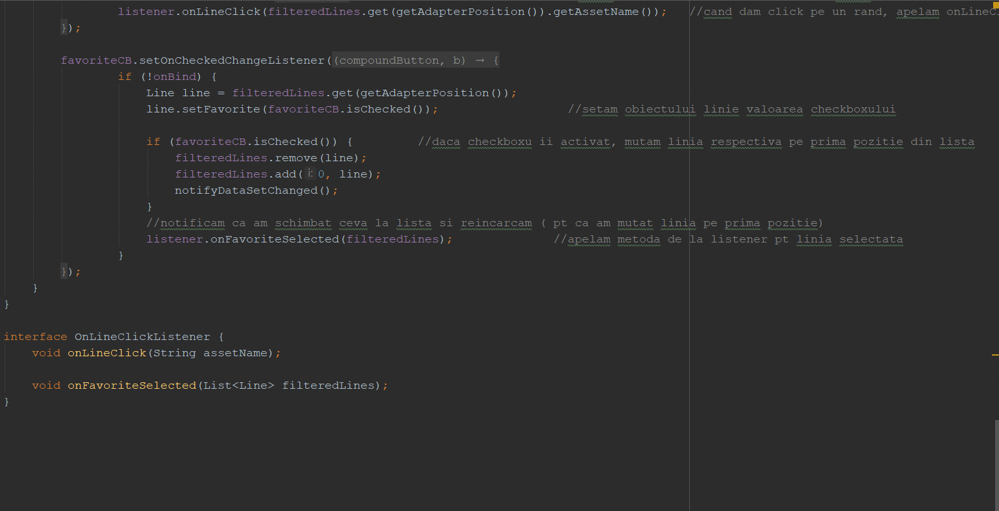 listener.onLineClick(filteredLines.get(getAdapterPosition()).getAssetName()); //cand dam click pe un rand, apelam onLineCl
});
favoriteCB.setOnCheckedChangeListener((compoundButton, b) → {
if (!onBind) {
Line line = filteredLines.get(getAdapterPosition());
line.setFavorite(favoriteCB.isChecked()); //setam obiectului linie valoarea checkboxului
if (favoriteCB.isChecked()) { //daca checkboxu ii activat, mutam linia respectiva pe prima pozitie din lista
filteredLines.remove(line);
filteredLines.add(i: 0, line);
notifyDataSetChanged();
}
//notificam ca am schimbat ceva la lista si reincarcam ( pt ca am mutat linia pe prima pozitie)
listener.onFavoriteSelected(filteredLines); //apelam metoda de la listener pt linia selectata
}
});
}
}
interface OnLineClickListener {
void onLineClick(String assetName);
void onFavoriteSelected(List<Line> filteredLines);
}